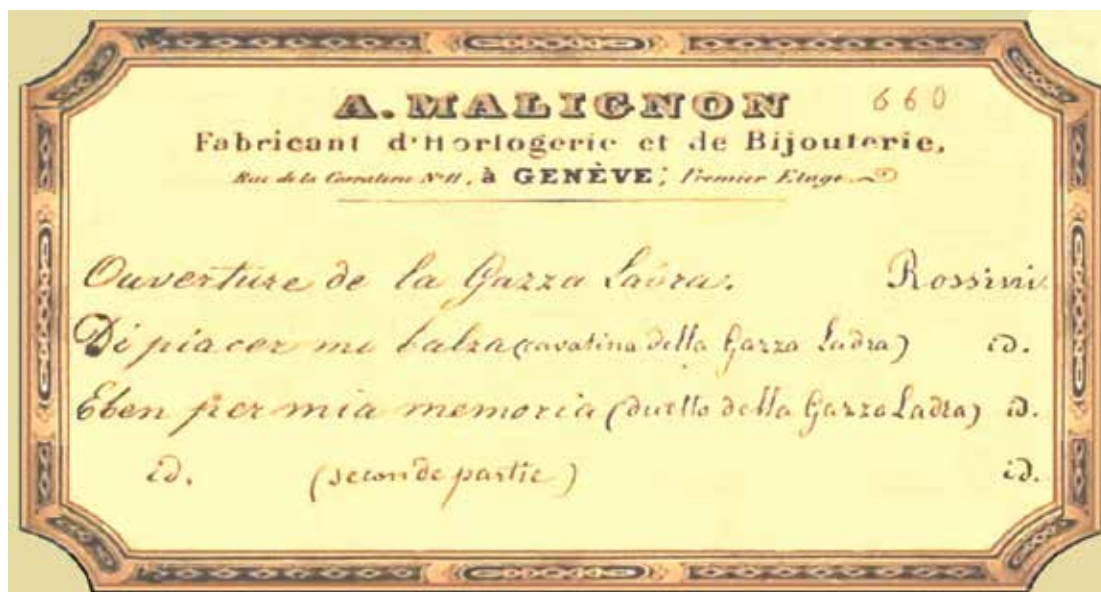 A. MALIGNON 660
Fabricant d'Horlogerie et de Bijouterie,
Rue de la Corraterie Nº 11, à GENÈVE, Premier Etage.
Ouverture de la Gazza Ladra. Rossini.
Di piacer mi balza (cavatina della Gazza Ladra) id.
Eben per mia memoria (duetto della Gazza Ladra) id.
id. (seconde partie) id.